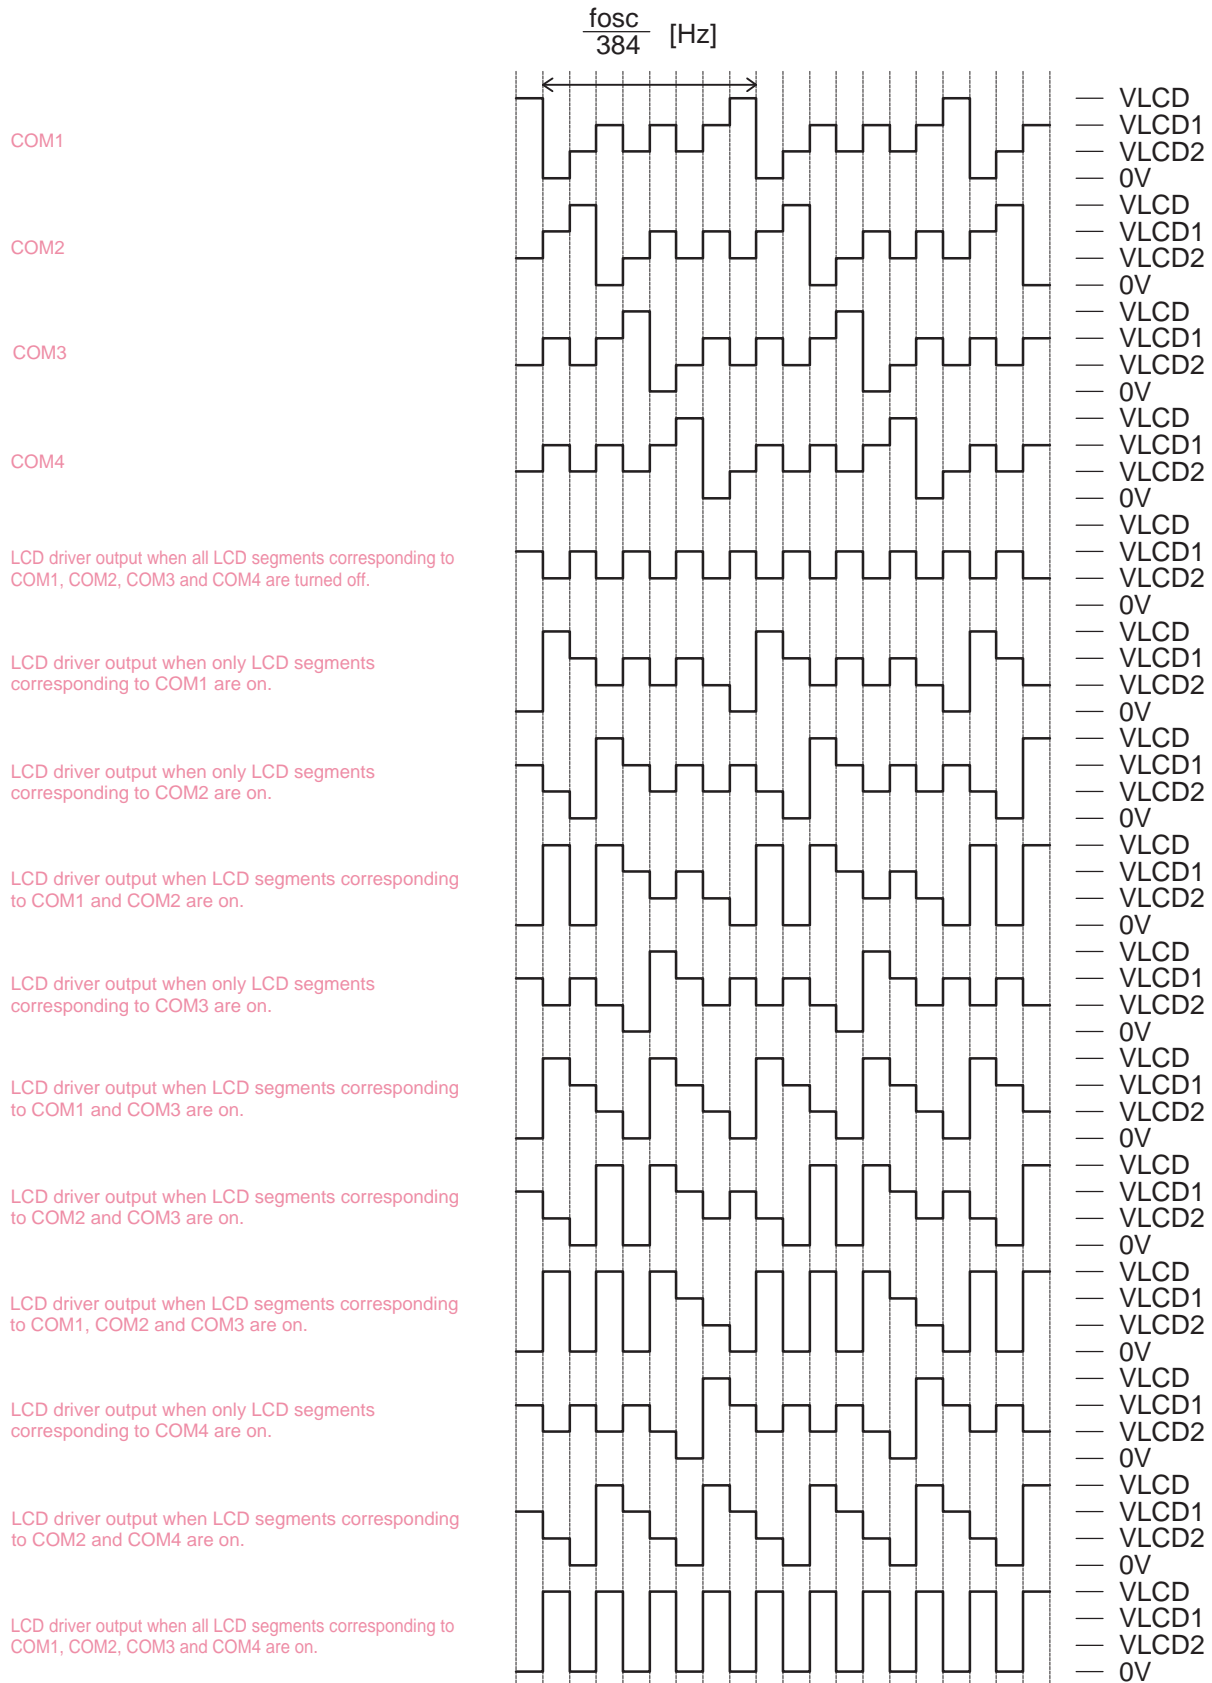 fosc
384
[Hz]
COM1
VLCD
VLCD1
VLCD2
0V
COM2
VLCD
VLCD1
VLCD2
0V
COM3
VLCD
VLCD1
VLCD2
0V
COM4
VLCD
VLCD1
VLCD2
0V
LCD driver output when all LCD segments corresponding to
COM1, COM2, COM3 and COM4 are turned off.
VLCD
VLCD1
VLCD2
0V
LCD driver output when only LCD segments
corresponding to COM1 are on.
VLCD
VLCD1
VLCD2
0V
LCD driver output when only LCD segments
corresponding to COM2 are on.
VLCD
VLCD1
VLCD2
0V
LCD driver output when LCD segments corresponding
to COM1 and COM2 are on.
VLCD
VLCD1
VLCD2
0V
LCD driver output when only LCD segments
corresponding to COM3 are on.
VLCD
VLCD1
VLCD2
0V
LCD driver output when LCD segments corresponding
to COM1 and COM3 are on.
VLCD
VLCD1
VLCD2
0V
LCD driver output when LCD segments corresponding
to COM2 and COM3 are on.
VLCD
VLCD1
VLCD2
0V
LCD driver output when LCD segments corresponding
to COM1, COM2 and COM3 are on.
VLCD
VLCD1
VLCD2
0V
LCD driver output when only LCD segments
corresponding to COM4 are on.
VLCD
VLCD1
VLCD2
0V
LCD driver output when LCD segments corresponding
to COM2 and COM4 are on.
VLCD
VLCD1
VLCD2
0V
LCD driver output when all LCD segments corresponding to
COM1, COM2, COM3 and COM4 are on.
VLCD
VLCD1
VLCD2
0V